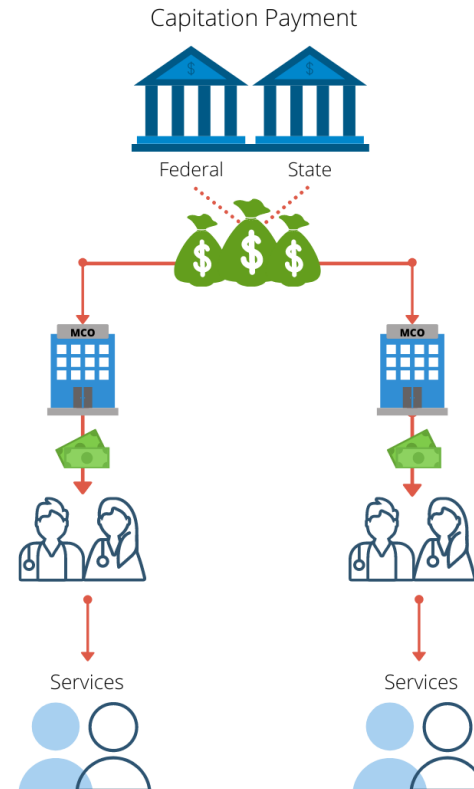 Capitation Payment
$ $
Federal State
$ $ $
MCO MCO
Services Services